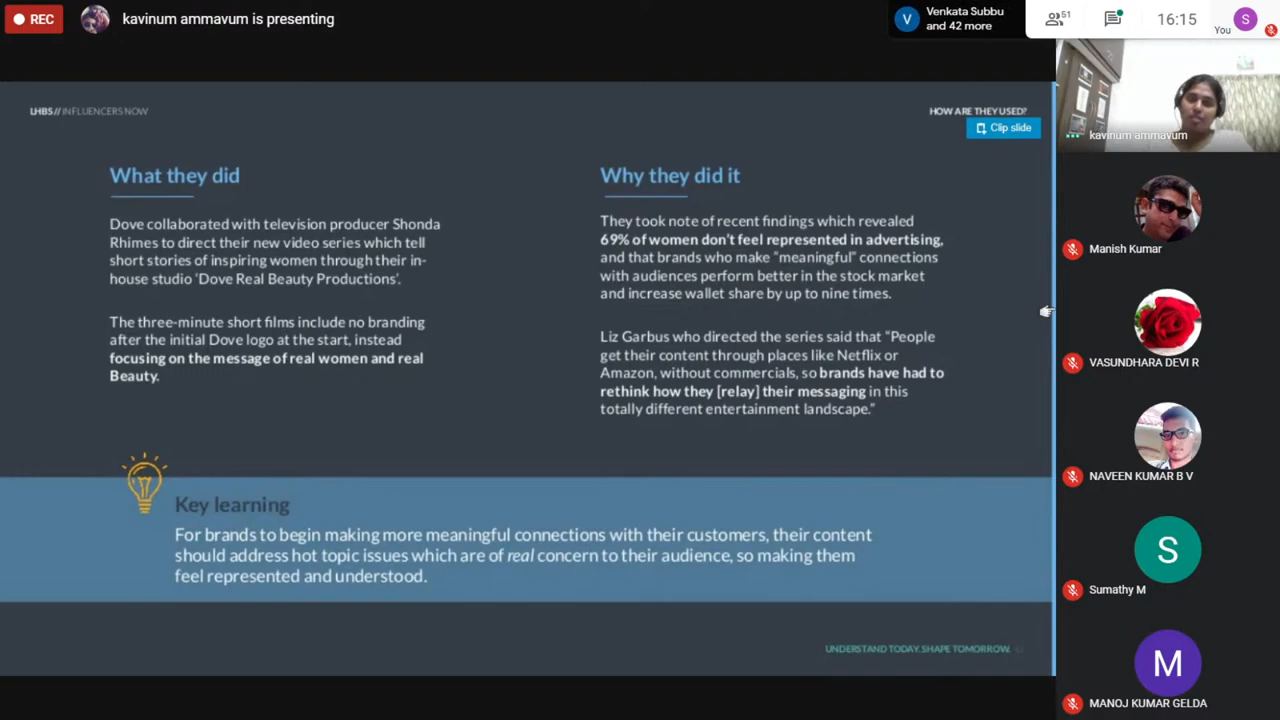 REC
kavinum ammavum is presenting
V
Venkata Subbu
and 42 more
51
16:15
You
S
LHBS// INFLUENCERS NOW
HOW ARE THEY USED?
Clip slide
What they did
Dove collaborated with television producer Shonda
Rhimes to direct their new video series which tell
short stories of inspiring women through their in-
house studio ‘Dove Real Beauty Productions’.
The three-minute short films include no branding
after the initial Dove logo at the start, instead
focusing on the message of real women and real
Beauty.
Why they did it
They took note of recent findings which revealed
69% of women don’t feel represented in advertising,
and that brands who make “meaningful” connections
with audiences perform better in the stock market
and increase wallet share by up to nine times.
Liz Garbus who directed the series said that “People
get their content through places like Netflix or
Amazon, without commercials, so brands have had to
rethink how they [relay] their messaging in this
totally different entertainment landscape.”
Key learning
For brands to begin making more meaningful connections with their customers, their content
should address hot topic issues which are of real concern to their audience, so making them
feel represented and understood.
UNDERSTAND TODAY. SHAPE TOMORROW.
kavinum ammavum
Manish Kumar
VASUNDHARA DEVI R
NAVEEN KUMAR B V
S
Sumathy M
M
MANOJ KUMAR GELDA